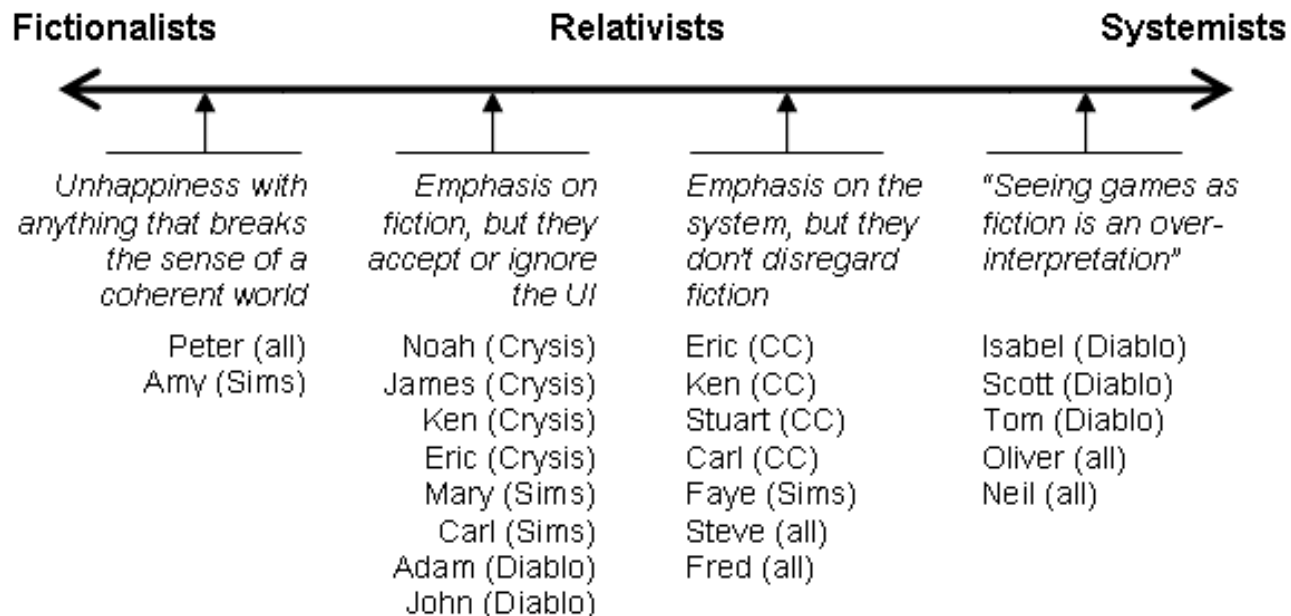 Fictionalists Relativists Systemists
Unhappiness with
anything that breaks
the sense of a
coherent world
Peter (all)
Amy (Sims)
Emphasis on
fiction, but they
accept or ignore
the UI
Noah (Crysis)
James (Crysis)
Ken (Crysis)
Eric (Crysis)
Mary (Sims)
Carl (Sims)
Adam (Diablo)
John (Diablo)
Emphasis on the
system, but they
don't disregard
fiction
Eric (CC)
Ken (CC)
Stuart (CC)
Carl (CC)
Faye (Sims)
Steve (all)
Fred (all)
"Seeing games as
fiction is an over-
interpretation"
Isabel (Diablo)
Scott (Diablo)
Tom (Diablo)
Oliver (all)
Neil (all)